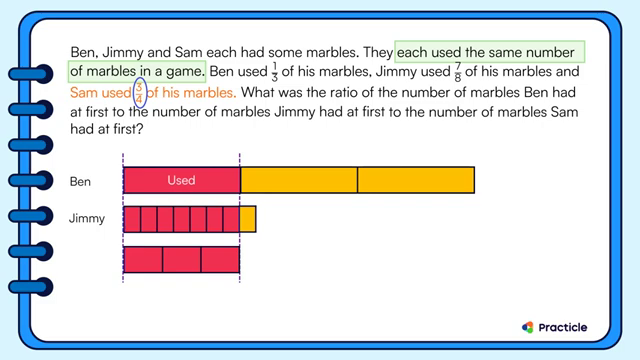 Ben, Jimmy and Sam each had some marbles. They each used the same number
of marbles in a game. Ben used 1/3 of his marbles, Jimmy used 7/8 of his marbles and
Sam used 3/4 of his marbles. What was the ratio of the number of marbles Ben had
at first to the number of marbles Jimmy had at first to the number of marbles Sam
had at first?
Ben
Used
Jimmy
Practicle